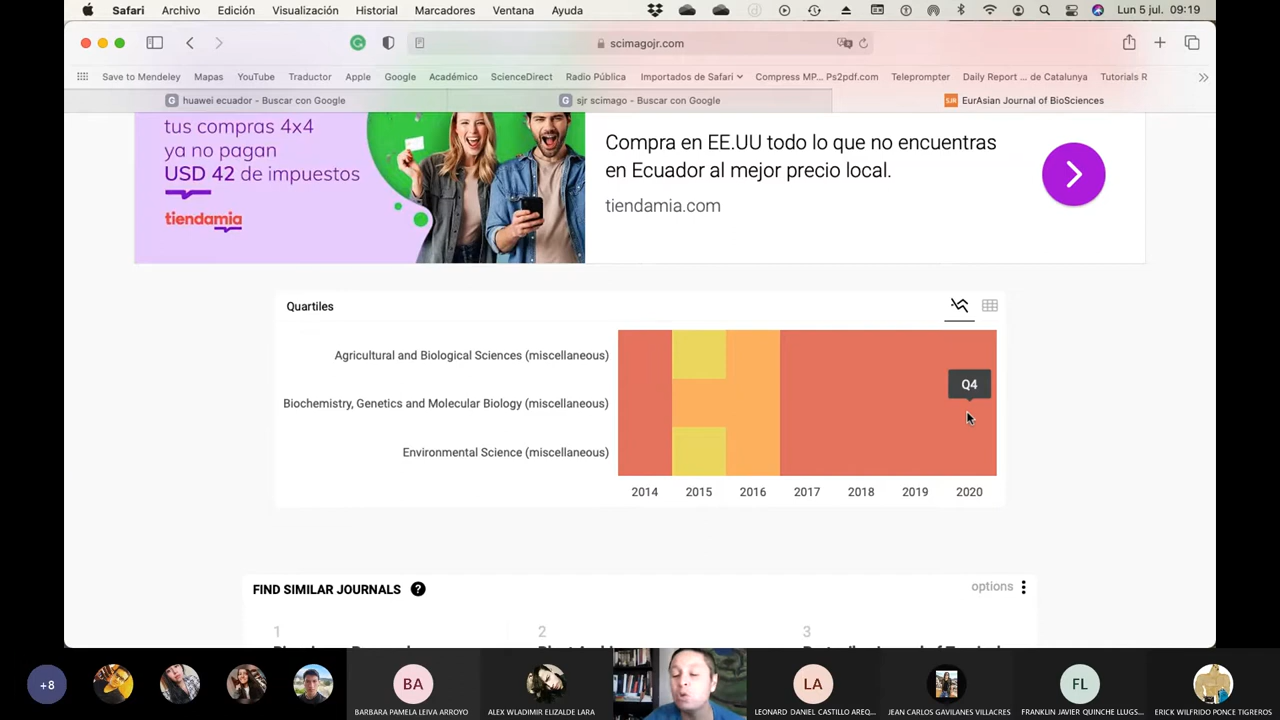 Safari Archivo Edición Visualización Historial Marcadores Ventana Ayuda Lun 5 jul. 09:19
scimagojr.com
Save to Mendeley Mapas YouTube Traductor Apple Google Académico ScienceDirect Radio Pública Importados de Safari Compress MP... Ps2pdf.com Teleprompter Daily Report ... de Catalunya Tutorials R
huawei ecuador - Buscar con Google sjr scimago - Buscar con Google SJR EurAsian Journal of BioSciences
tus compras 4x4
ya no pagan
USD 42 de impuestos
tiendamia
Compra en EE.UU todo lo que no encuentras
en Ecuador al mejor precio local.
tiendamia.com
Quartiles
Agricultural and Biological Sciences (miscellaneous)
Q4
Biochemistry, Genetics and Molecular Biology (miscellaneous)
Environmental Science (miscellaneous)
2014 2015 2016 2017 2018 2019 2020
FIND SIMILAR JOURNALS ? options
1 2 3
+8 BA LA FL
BARBARA PAMELA LEIVA ARROYO ALEX WLADIMIR ELIZALDE LARA LEONARD DANIEL CASTILLO AREQ... JEAN CARLOS GAVILANES VILLACRES FRANKLIN JAVIER QUINCHE LLUGS... ERICK WILFRIDO PONCE TIGREROS